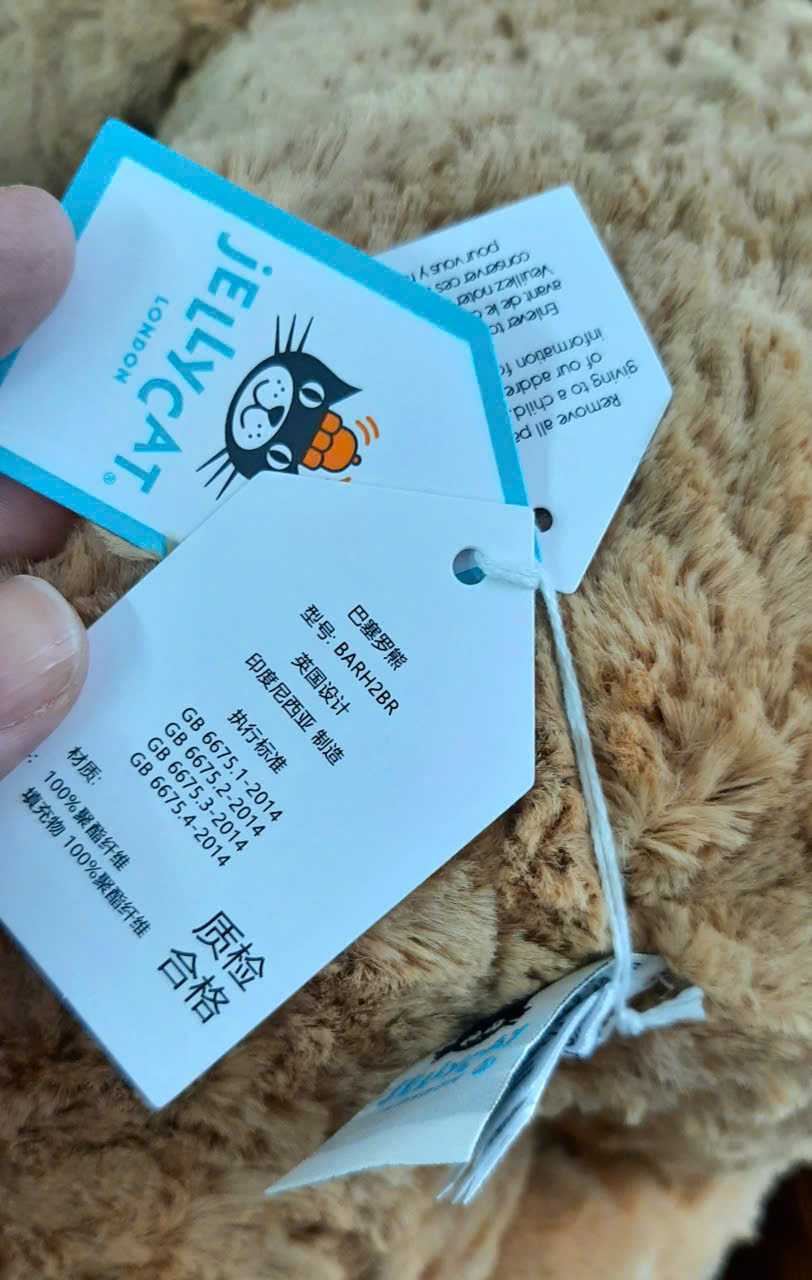 JELLYCAT®
LONDON
Remove all pa
giving to a child.
of our addre
information fo
Enlever to
avant de le
Veuillez noter
conserver ces
pour vous y
巴塞罗熊
型号: BARH2BR
英国设计
印度尼西亚 制造
执行标准
GB 6675.1-2014
GB 6675.2-2014
GB 6675.3-2014
GB 6675.4-2014
材质:
100%聚酯纤维
填充物 100%聚酯纤维
质检
合格